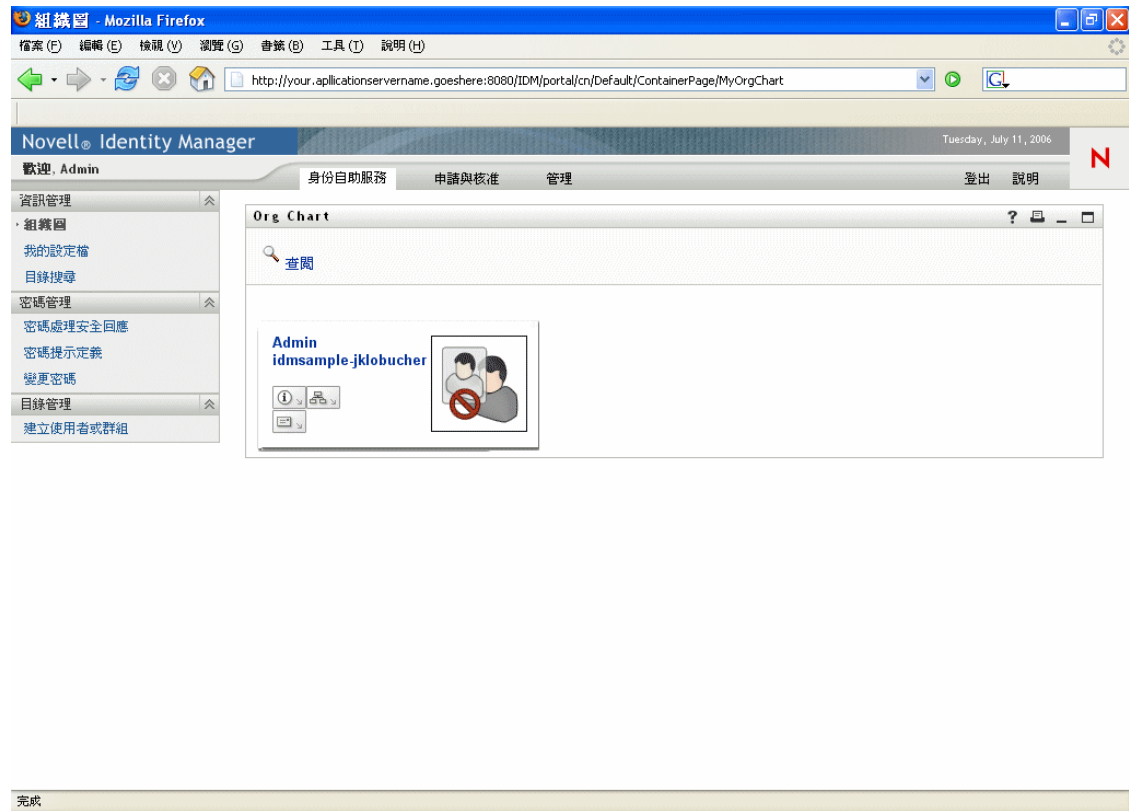 組織圖 - Mozilla Firefox
檔案(F) 編輯(E) 檢視(V) 瀏覽(G) 書籤(B) 工具(T) 說明(H)
http://your.apllicationservername.goeshere:8080/IDM/portal/cn/Default/ContainerPage/MyOrgChart
G
Novell® Identity Manager
Tuesday, July 11, 2006
N
歡迎, Admin
身份自助服務 申請與核准 管理 登出 說明
資訊管理
組織圖
我的設定檔
目錄搜尋
密碼管理
密碼處理安全回應
密碼提示定義
變更密碼
目錄管理
建立使用者或群組
Org Chart
?
查閱
Admin
idmsample-jklobucher
完成